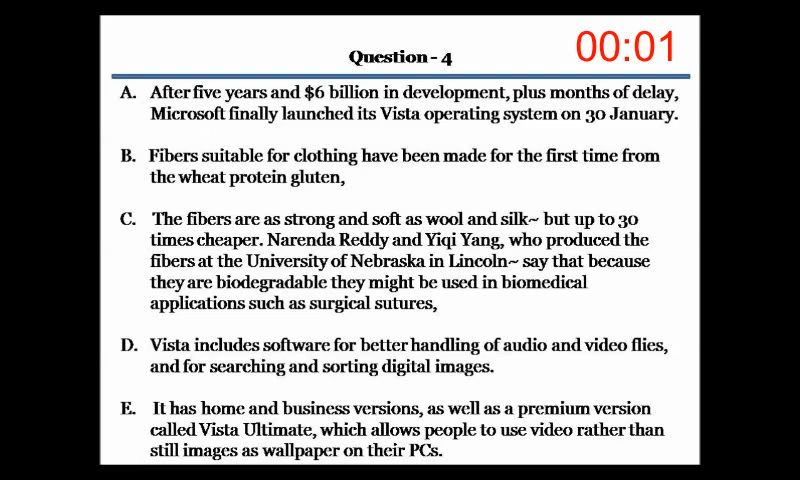 Question - 4
00:01
A. After five years and $6 billion in development, plus months of delay,
Microsoft finally launched its Vista operating system on 30 January.
B. Fibers suitable for clothing have been made for the first time from
the wheat protein gluten,
C. The fibers are as strong and soft as wool and silk~ but up to 30
times cheaper. Narenda Reddy and Yiqi Yang, who produced the
fibers at the University of Nebraska in Lincoln~ say that because
they are biodegradable they might be used in biomedical
applications such as surgical sutures,
D. Vista includes software for better handling of audio and video flies,
and for searching and sorting digital images.
E. It has home and business versions, as well as a premium version
called Vista Ultimate, which allows people to use video rather than
still images as wallpaper on their PCs.